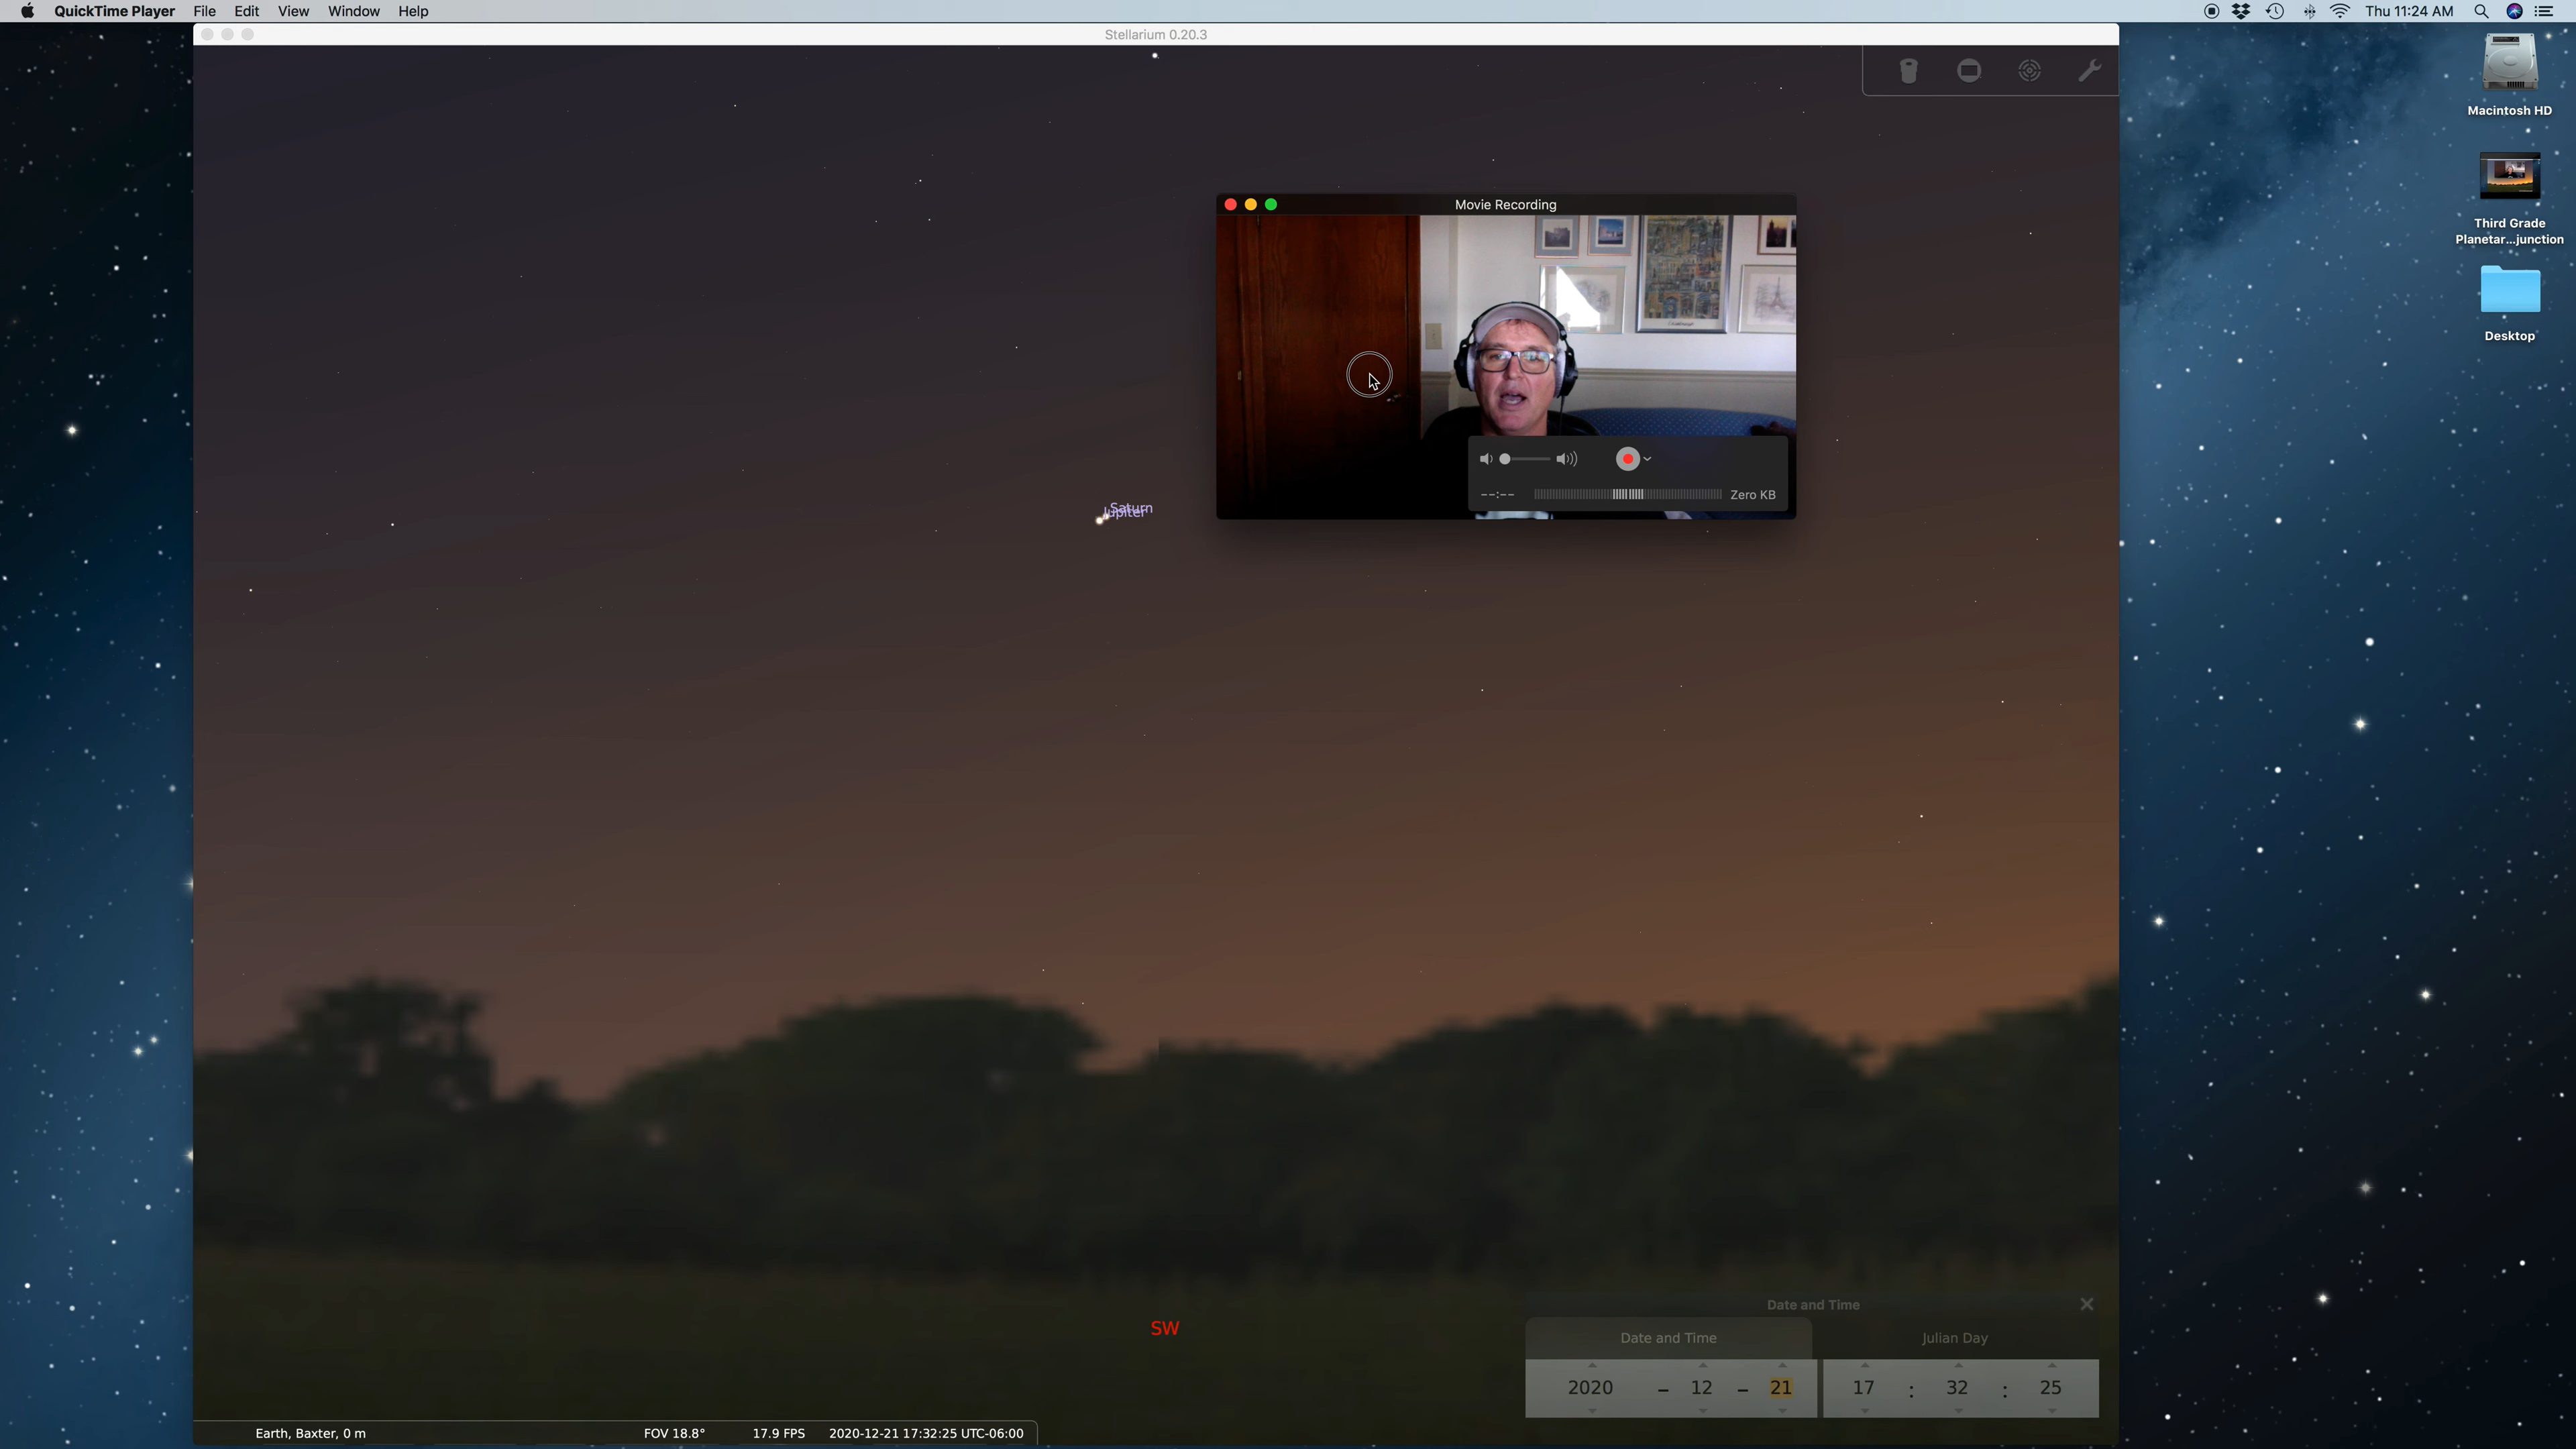 QuickTime Player File Edit View Window Help
Thu 11:24 AM
Stellarium 0.20.3
Macintosh HD
Third Grade
Planetar...junction
Desktop
Movie Recording
--:--
Zero KB
Saturn
Jupiter
SW
Date and Time
Date and Time
Julian Day
2020 - 12 - 21
17 : 32 : 25
Earth, Baxter, 0 m
FOV 18.8°
17.9 FPS
2020-12-21 17:32:25 UTC-06:00